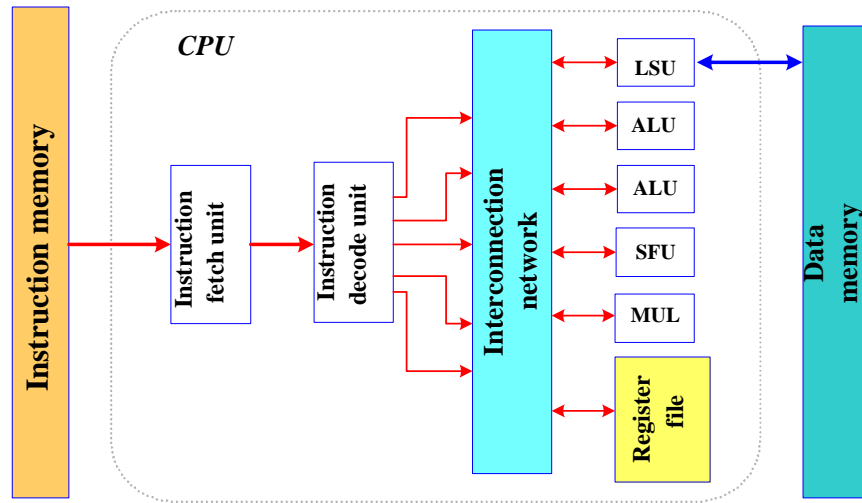 CPU
Instruction memory
Instruction
fetch unit
Instruction
decode unit
Interconnection
network
LSU
ALU
ALU
SFU
MUL
Register
file
Data
memory